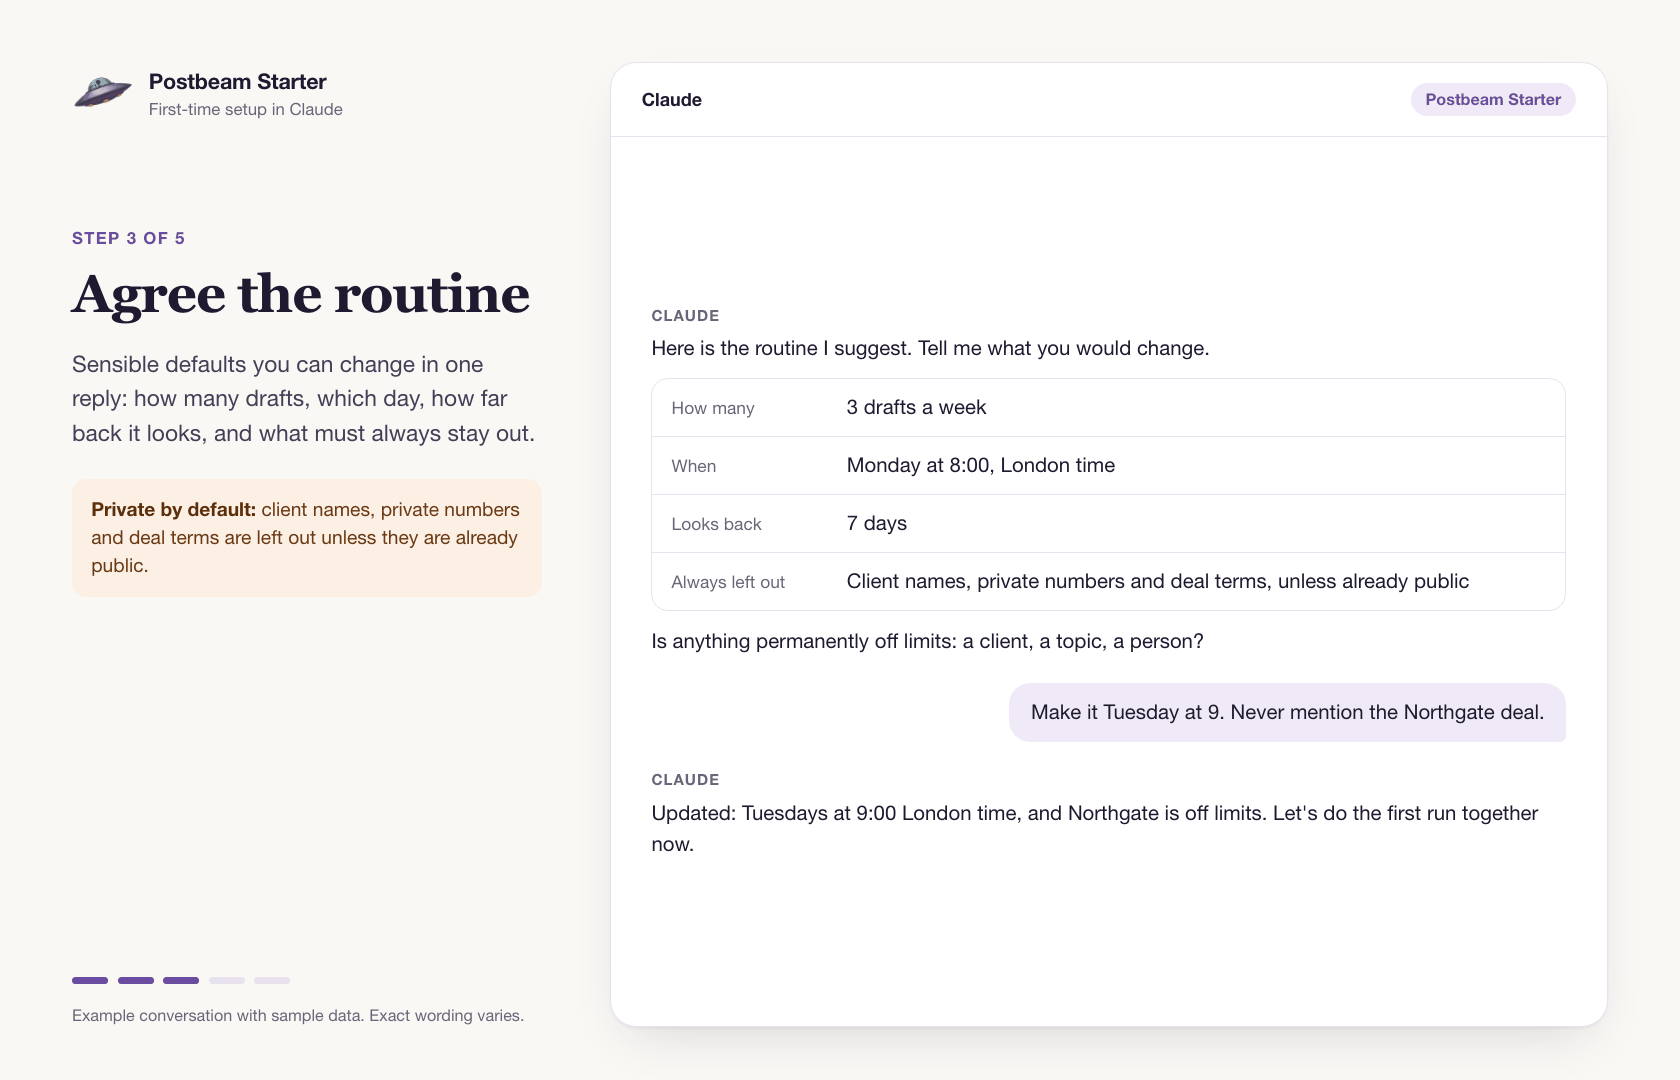 Postbeam Starter
First-time setup in Claude
STEP 3 OF 5
Agree the routine
Sensible defaults you can change in one
reply: how many drafts, which day, how far
back it looks, and what must always stay out.
Private by default: client names, private numbers
and deal terms are left out unless they are already
public.
Example conversation with sample data. Exact wording varies.
Claude
Postbeam Starter
CLAUDE
Here is the routine I suggest. Tell me what you would change.
How many 3 drafts a week
When Monday at 8:00, London time
Looks back 7 days
Always left out Client names, private numbers and deal terms, unless already public
Is anything permanently off limits: a client, a topic, a person?
Make it Tuesday at 9. Never mention the Northgate deal.
CLAUDE
Updated: Tuesdays at 9:00 London time, and Northgate is off limits. Let's do the first run together
now.